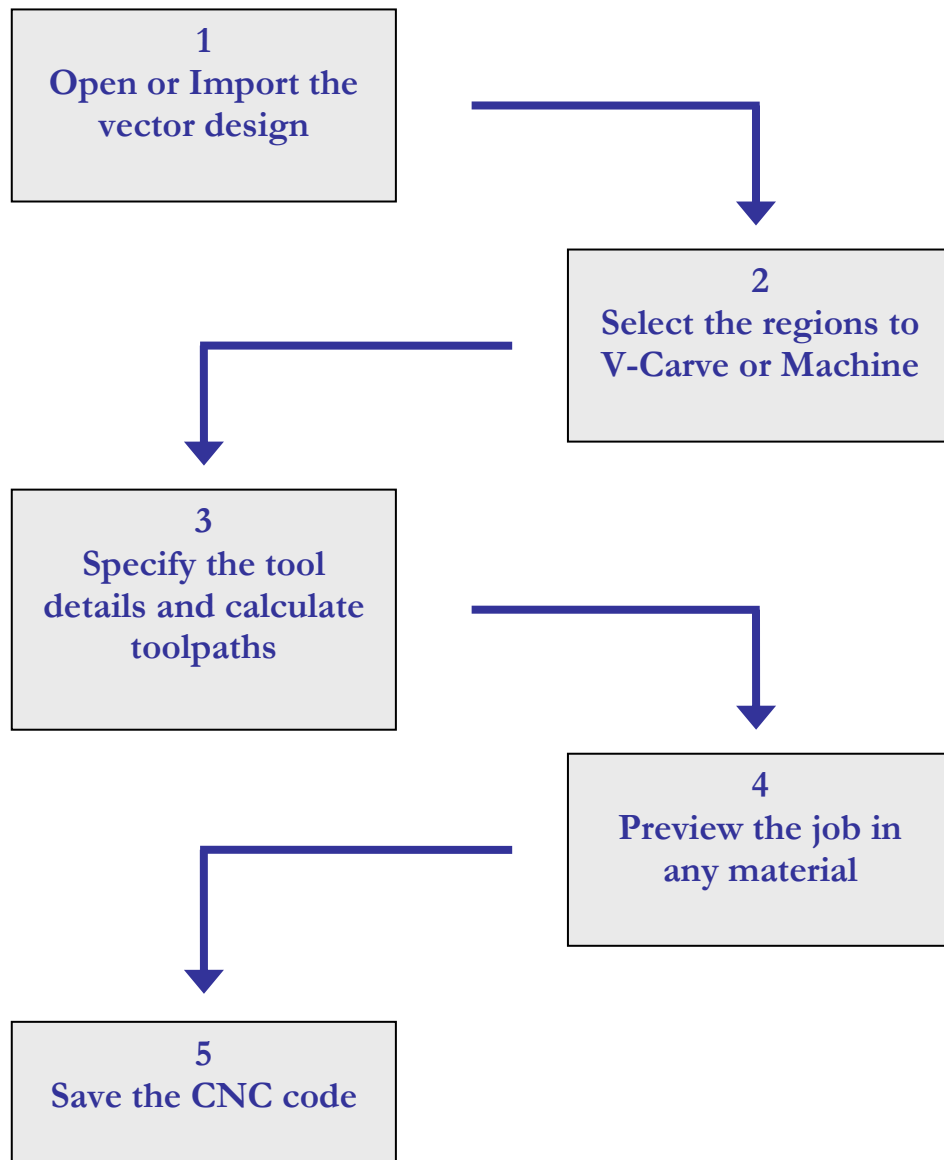 1
Open or Import the
vector design
2
Select the regions to
V-Carve or Machine
3
Specify the tool
details and calculate
toolpaths
4
Preview the job in
any material
5
Save the CNC code